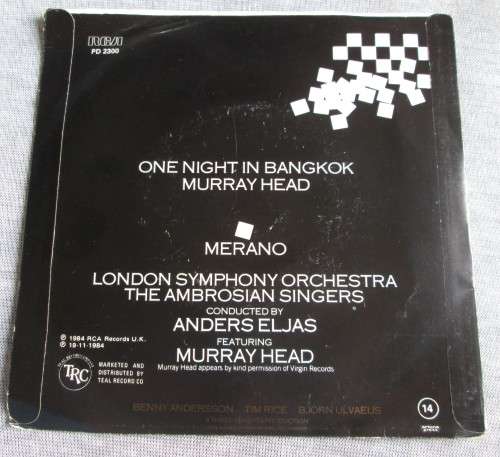 RCA
PD 2300
ONE NIGHT IN BANGKOK
MURRAY HEAD
MERANO
LONDON SYMPHONY ORCHESTRA
THE AMBROSIAN SINGERS
CONDUCTED BY
ANDERS ELJAS
FEATURING
MURRAY HEAD
Murray Head appears by kind permission of Virgin Records
℗ 1984 RCA Records U.K.
℗ 19-11-1984
TRC
MARKETED AND
DISTRIBUTED BY
TEAL RECORD CO
14
BENNY ANDERSSON TIM RICE BJORN ULVAEUS